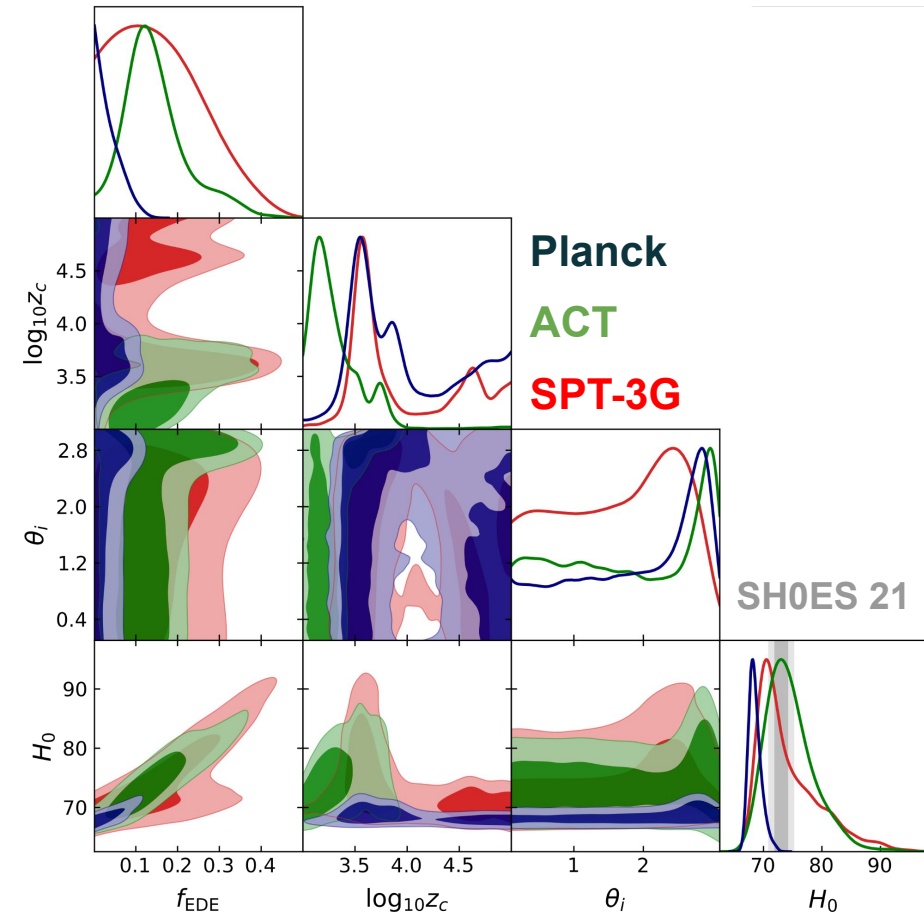 Planck
ACT
SPT-3G
SH0ES 21
log₁₀z_c
4.5
4.0
3.5
θ_i
2.8
2.0
1.2
0.4
H₀
90
80
70
0.1 0.2 0.3 0.4
f_EDE
3.5 4.0 4.5
log₁₀z_c
1 2
θ_i
70 80 90
H₀